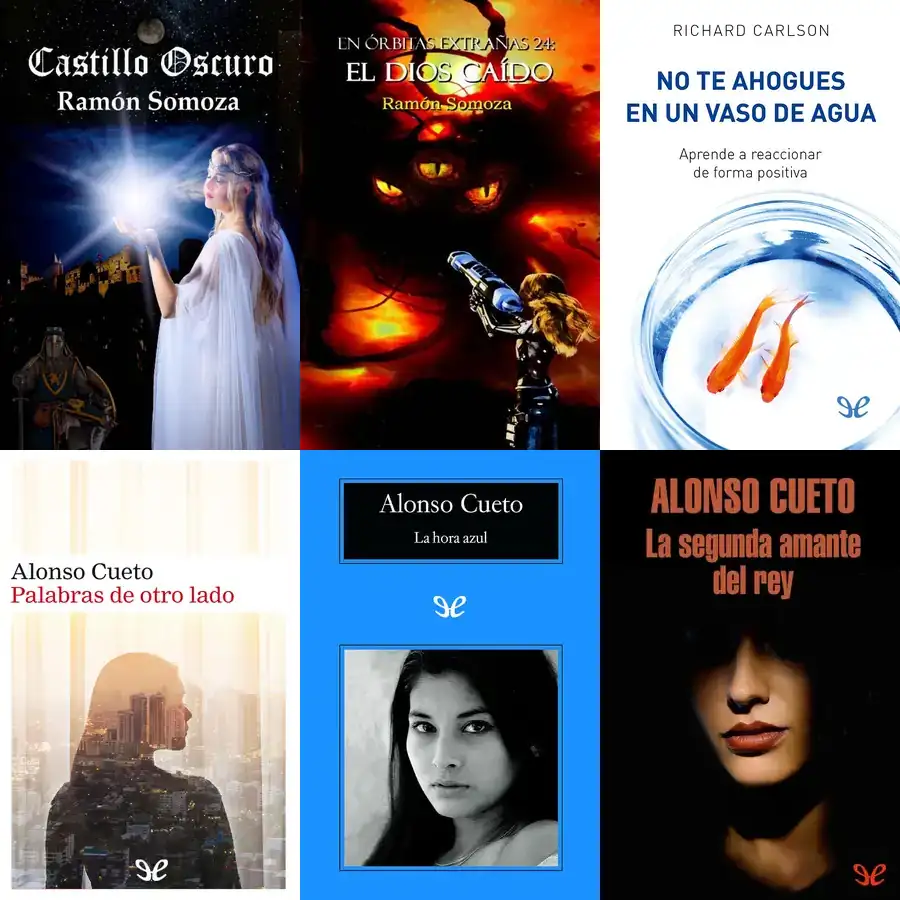 Castillo Oscuro
Ramón Somoza
EN ÓRBITAS EXTRAÑAS 24:
EL DIOS CAÍDO
Ramón Somoza
RICHARD CARLSON
NO TE AHOGUES
EN UN VASO DE AGUA
Aprende a reaccionar
de forma positiva
Alonso Cueto
Palabras de otro lado
Alonso Cueto
La hora azul
ALONSO CUETO
La segunda amante
del rey